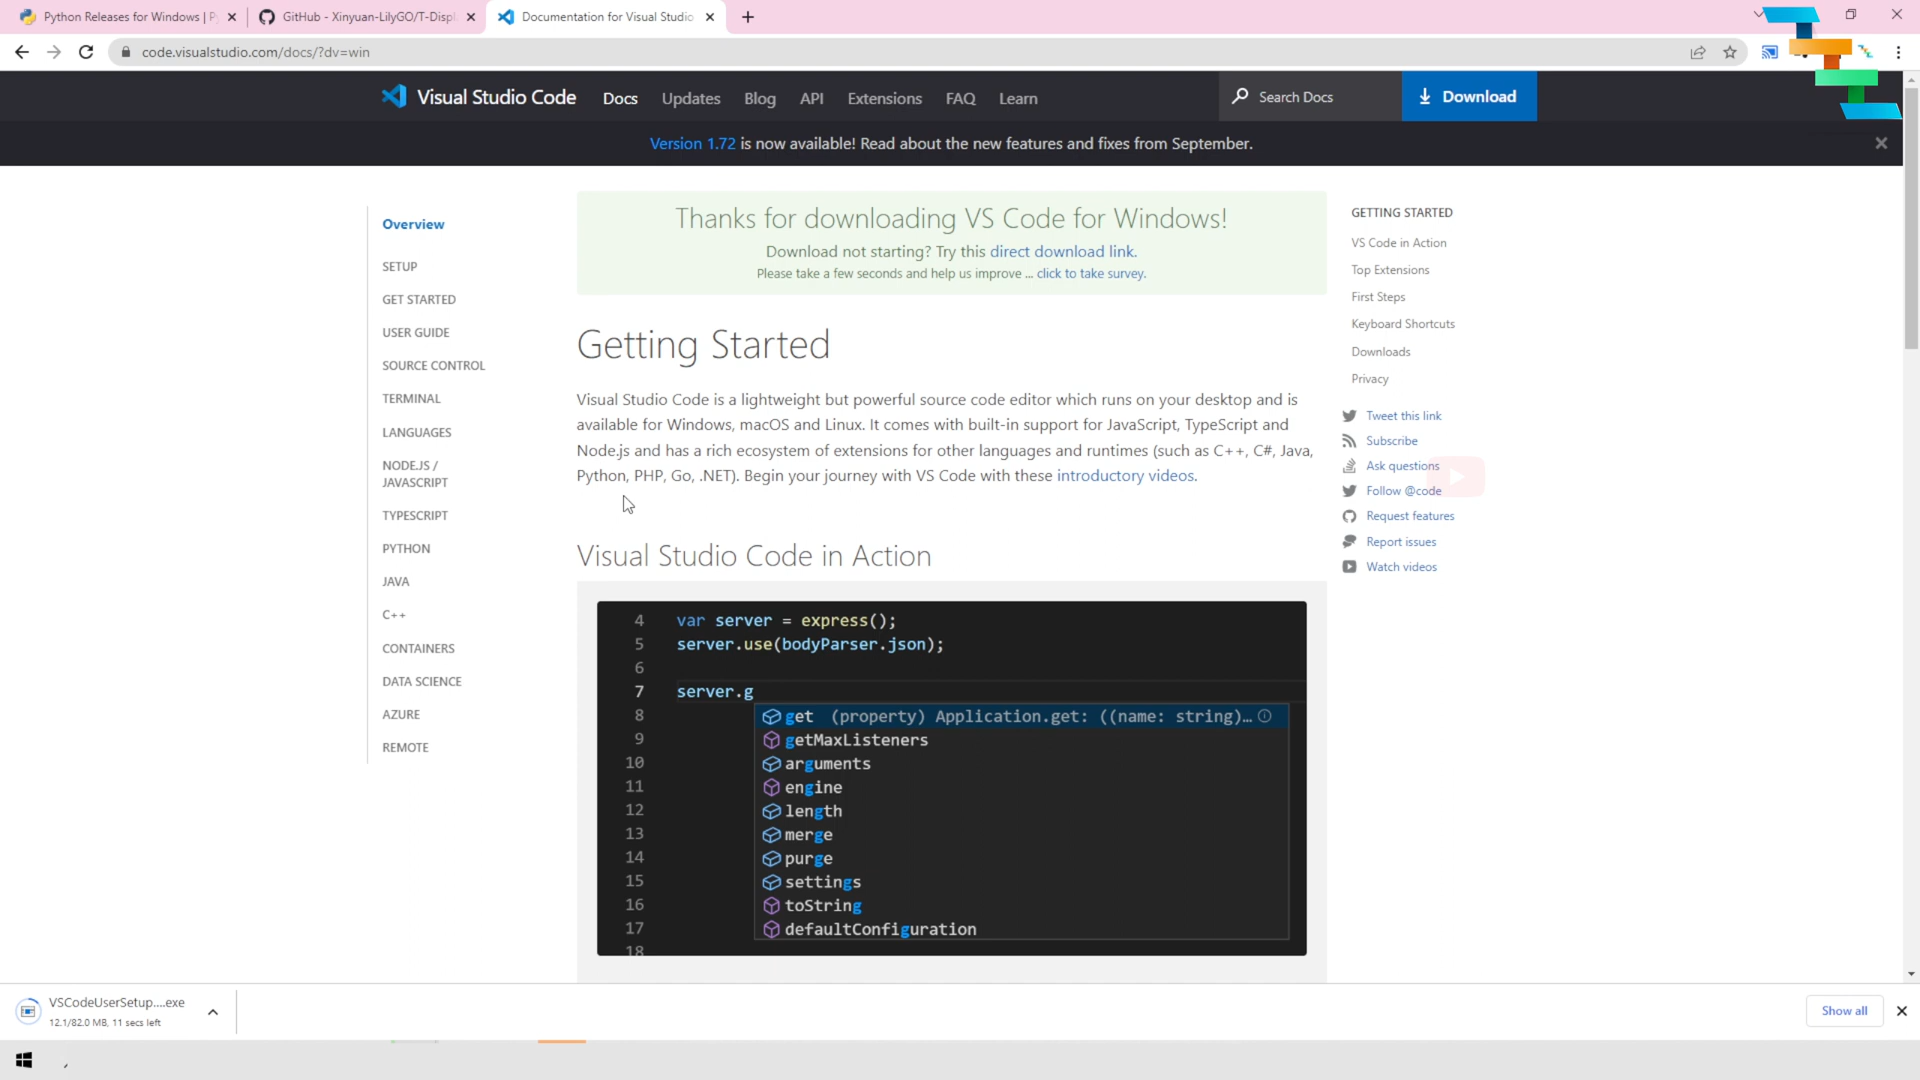 Python Releases for Windows | Py
GitHub - Xinyuan-LilyGO/T-Displ
Documentation for Visual Studio
code.visualstudio.com/docs/?dv=win
Visual Studio Code
Docs
Updates
Blog
API
Extensions
FAQ
Learn
Search Docs
Download
Version 1.72 is now available! Read about the new features and fixes from September.
Overview
SETUP
GET STARTED
USER GUIDE
SOURCE CONTROL
TERMINAL
LANGUAGES
NODE.JS /
JAVASCRIPT
TYPESCRIPT
PYTHON
JAVA
C++
CONTAINERS
DATA SCIENCE
AZURE
REMOTE
Thanks for downloading VS Code for Windows!
Download not starting? Try this direct download link.
Please take a few seconds and help us improve ... click to take survey.
Getting Started
Visual Studio Code is a lightweight but powerful source code editor which runs on your desktop and is
available for Windows, macOS and Linux. It comes with built-in support for JavaScript, TypeScript and
Node.js and has a rich ecosystem of extensions for other languages and runtimes (such as C++, C#, Java,
Python, PHP, Go, .NET). Begin your journey with VS Code with these introductory videos.
Visual Studio Code in Action
4 var server = express();
5 server.use(bodyParser.json);
6
7 server.g
8 get (property) Application.get: ((name: string)…
9 getMaxListeners
10 arguments
11 engine
12 length
13 merge
14 purge
15 settings
16 toString
17 defaultConfiguration
18
GETTING STARTED
VS Code in Action
Top Extensions
First Steps
Keyboard Shortcuts
Downloads
Privacy
Tweet this link
Subscribe
Ask questions
Follow @code
Request features
Report issues
Watch videos
VSCodeUserSetup....exe
12.1/82.0 MB, 11 secs left
Show all